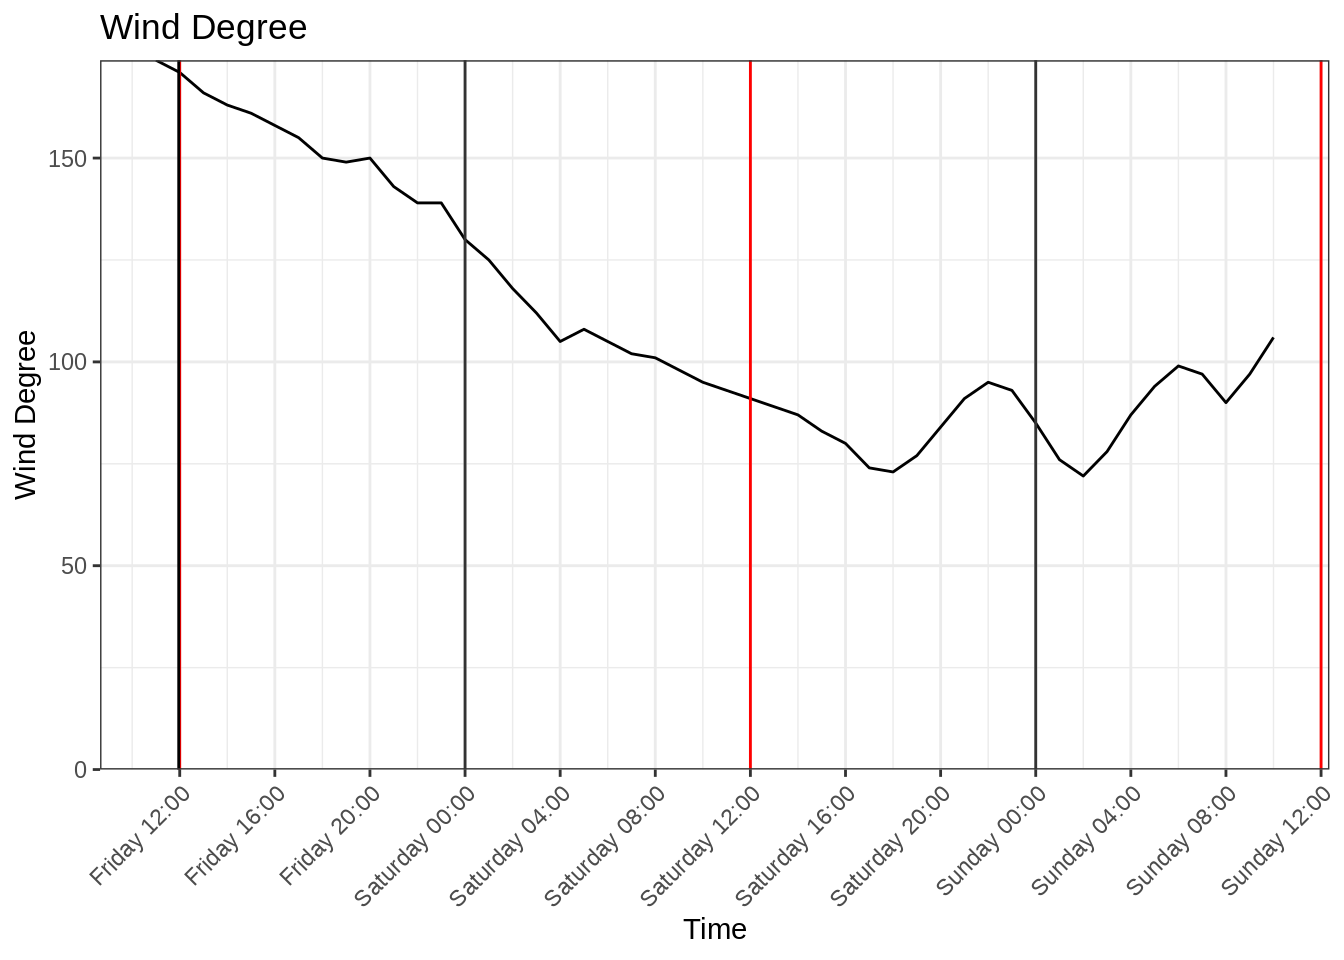 Wind Degree
Wind Degree
150
100
50
0
Friday 12:00
Friday 16:00
Friday 20:00
Saturday 00:00
Saturday 04:00
Saturday 08:00
Saturday 12:00
Saturday 16:00
Saturday 20:00
Sunday 00:00
Sunday 04:00
Sunday 08:00
Sunday 12:00
Time